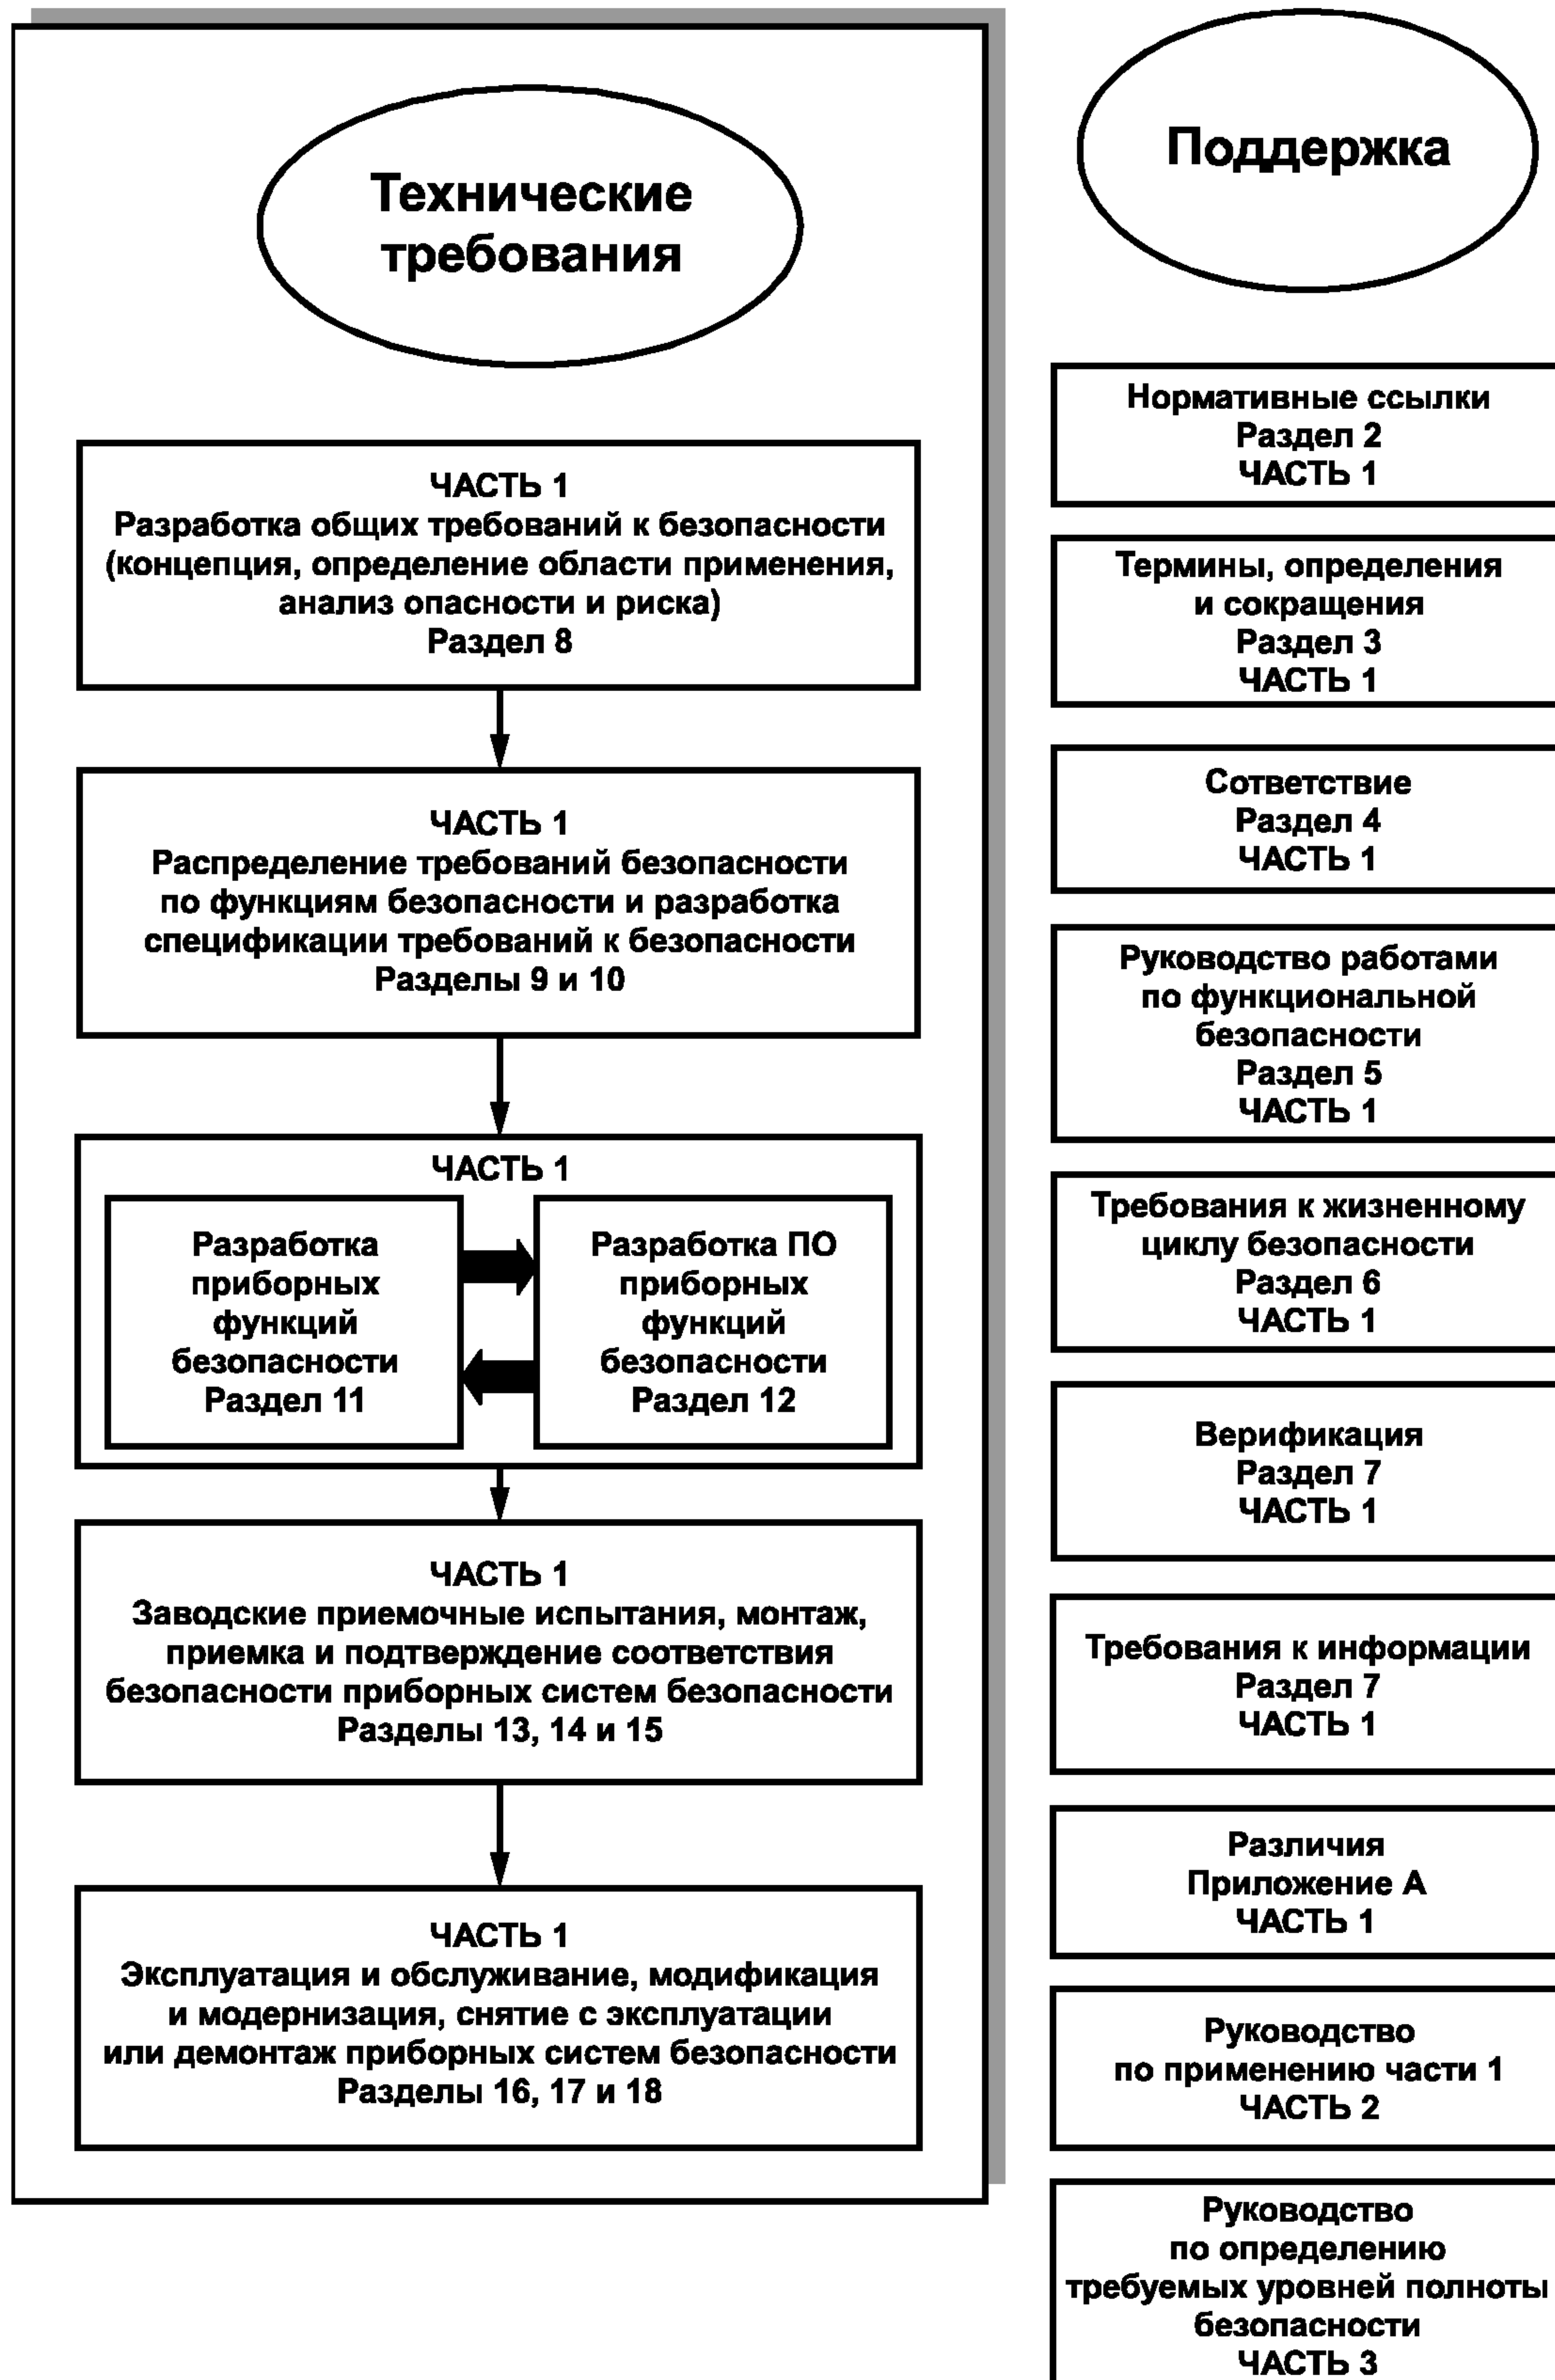 Технические
требования
ЧАСТЬ 1
Разработка общих требований к безопасности
(концепция, определение области применения,
анализ опасности и риска)
Раздел 8
ЧАСТЬ 1
Распределение требований безопасности
по функциям безопасности и разработка
спецификации требований к безопасности
Разделы 9 и 10
ЧАСТЬ 1
Разработка
приборных
функций
безопасности
Раздел 11
Разработка ПО
приборных
функций
безопасности
Раздел 12
ЧАСТЬ 1
Заводские приемочные испытания, монтаж,
приемка и подтверждение соответствия
безопасности приборных систем безопасности
Разделы 13, 14 и 15
ЧАСТЬ 1
Эксплуатация и обслуживание, модификация
и модернизация, снятие с эксплуатации
или демонтаж приборных систем безопасности
Разделы 16, 17 и 18
Поддержка
Нормативные ссылки
Раздел 2
ЧАСТЬ 1
Термины, определения
и сокращения
Раздел 3
ЧАСТЬ 1
Сответствие
Раздел 4
ЧАСТЬ 1
Руководство работами
по функциональной
безопасности
Раздел 5
ЧАСТЬ 1
Требования к жизненному
циклу безопасности
Раздел 6
ЧАСТЬ 1
Верификация
Раздел 7
ЧАСТЬ 1
Требования к информации
Раздел 7
ЧАСТЬ 1
Различия
Приложение А
ЧАСТЬ 1
Руководство
по применению части 1
ЧАСТЬ 2
Руководство
по определению
требуемых уровней полноты
безопасности
ЧАСТЬ 3